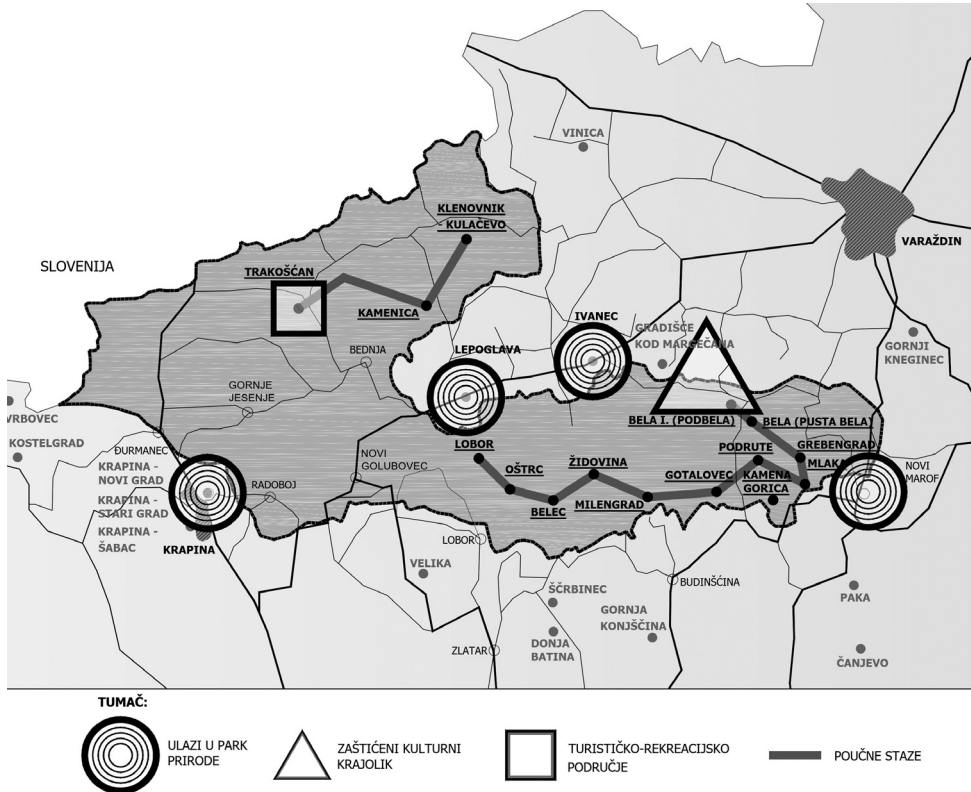 VINICA
KLENOVNIK
- KULAČEVO
VARAŽDIN
SLOVENIJA
TRAKOŠĆAN
KAMENICA
IVANEC
GRADIŠĆE
KOD MARGEČANA
GORNJI
KNEGINEC
BEDNJA
LEPOGLAVA
GORNJE
JESENJE
VRBOVEC
KOSTELGRAD
ĐURMANEC
BELA I. (PODBELA)
BELA (PUSTA BELA)
LOBOR
PODRUTE
GREBENGRAD
MLAKA
NOVI
GOLUBOVEC
OŠTRC
ŽIDOVINA
GOTALOVEC
KAMENA
GORICA
NOVI
MAROF
KRAPINA -
NOVI GRAD
RADOBOJ
KRAPINA -
STARI GRAD
BELEC
MILENGRAD
KRAPINA -
ŠABAC
KRAPINA
LOBOR
VELIKA
BUDINŠĆINA
ŠČRBINEC
PAKA
GORNJA
KONJŠČINA
DONJA
BATINA
ZLATAR
ČANJEVO
TUMAČ:
ULAZI U PARK
PRIRODE
ZAŠTIĆENI KULTURNI
KRAJOLIK
TURISTIČKO-REKREACIJSKO
PODRUČJE
POUČNE STAZE